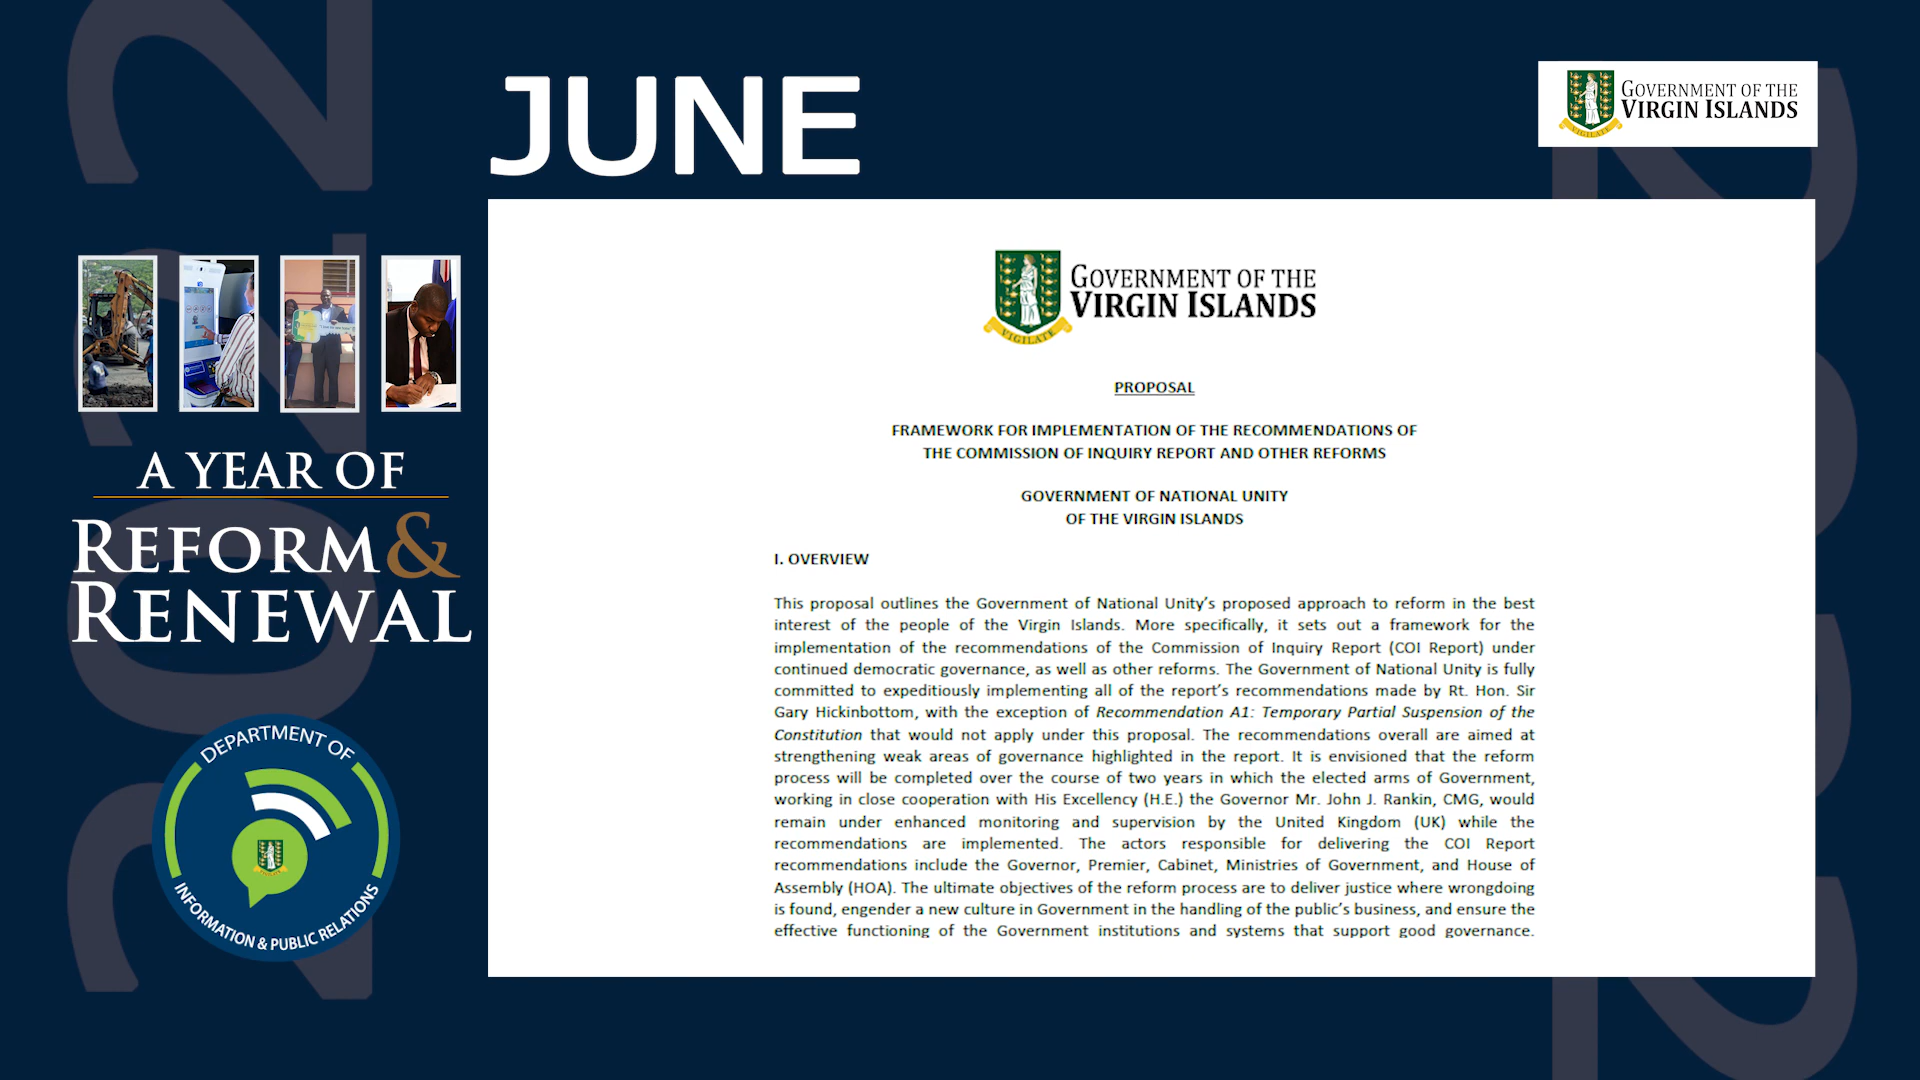 JUNE
GOVERNMENT OF THE
VIRGIN ISLANDS
VIGILATE
A YEAR OF
REFORM &
RENEWAL
DEPARTMENT OF
INFORMATION & PUBLIC RELATIONS
GOVERNMENT OF THE
VIRGIN ISLANDS
VIGILATE
PROPOSAL
FRAMEWORK FOR IMPLEMENTATION OF THE RECOMMENDATIONS OF
THE COMMISSION OF INQUIRY REPORT AND OTHER REFORMS
GOVERNMENT OF NATIONAL UNITY
OF THE VIRGIN ISLANDS
I. OVERVIEW
This proposal outlines the Government of National Unity’s proposed approach to reform in the best
interest of the people of the Virgin Islands. More specifically, it sets out a framework for the
implementation of the recommendations of the Commission of Inquiry Report (COI Report) under
continued democratic governance, as well as other reforms. The Government of National Unity is fully
committed to expeditiously implementing all of the report’s recommendations made by Rt. Hon. Sir
Gary Hickinbottom, with the exception of Recommendation A1: Temporary Partial Suspension of the
Constitution that would not apply under this proposal. The recommendations overall are aimed at
strengthening weak areas of governance highlighted in the report. It is envisioned that the reform
process will be completed over the course of two years in which the elected arms of Government,
working in close cooperation with His Excellency (H.E.) the Governor Mr. John J. Rankin, CMG, would
remain under enhanced monitoring and supervision by the United Kingdom (UK) while the
recommendations are implemented. The actors responsible for delivering the COI Report
recommendations include the Governor, Premier, Cabinet, Ministries of Government, and House of
Assembly (HOA). The ultimate objectives of the reform process are to deliver justice where wrongdoing
is found, engender a new culture in Government in the handling of the public’s business, and ensure the
effective functioning of the Government institutions and systems that support good governance.